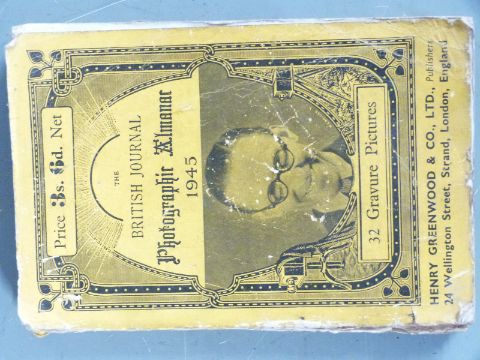 Price 3s. 6d. Net
THE
BRITISH JOURNAL
Photographic Almanac
1945
32 Gravure Pictures
HENRY GREENWOOD & CO., LTD., Publishers
24 Wellington Street, Strand, London, England